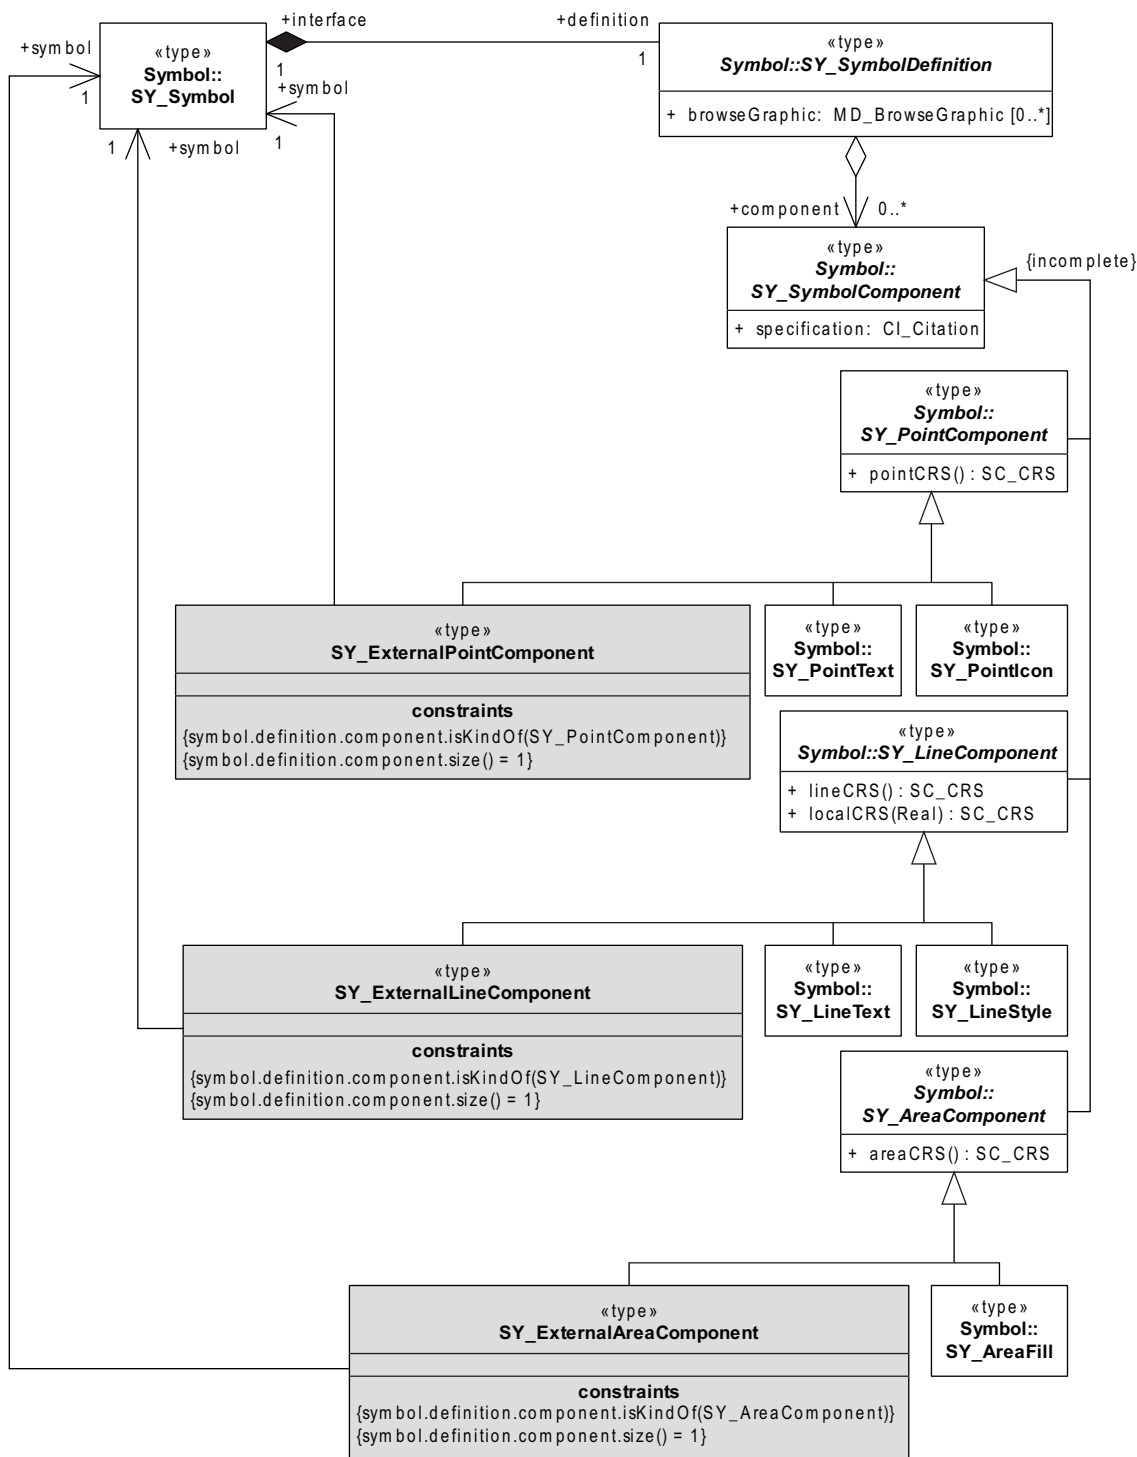 +interface
+definition
+symbol
1
«type»
Symbol::
SY_Symbol
1
+symbol
1
1
+symbol
1
«type»
Symbol::SY_SymbolDefinition
+ browseGraphic: MD_BrowseGraphic [0..*]
+component
0..*
«type»
Symbol::
SY_SymbolComponent
+ specification: CI_Citation
{incomplete}
«type»
Symbol::
SY_PointComponent
+ pointCRS() : SC_CRS
«type»
SY_ExternalPointComponent
constraints
{symbol.definition.component.isKindOf(SY_PointComponent)}
{symbol.definition.component.size() = 1}
«type»
Symbol::
SY_PointText
«type»
Symbol::
SY_PointIcon
«type»
Symbol::SY_LineComponent
+ lineCRS() : SC_CRS
+ localCRS(Real) : SC_CRS
«type»
SY_ExternalLineComponent
constraints
{symbol.definition.component.isKindOf(SY_LineComponent)}
{symbol.definition.component.size() = 1}
«type»
Symbol::
SY_LineText
«type»
Symbol::
SY_LineStyle
«type»
Symbol::
SY_AreaComponent
+ areaCRS() : SC_CRS
«type»
SY_ExternalAreaComponent
constraints
{symbol.definition.component.isKindOf(SY_AreaComponent)}
{symbol.definition.component.size() = 1}
«type»
Symbol::
SY_AreaFill